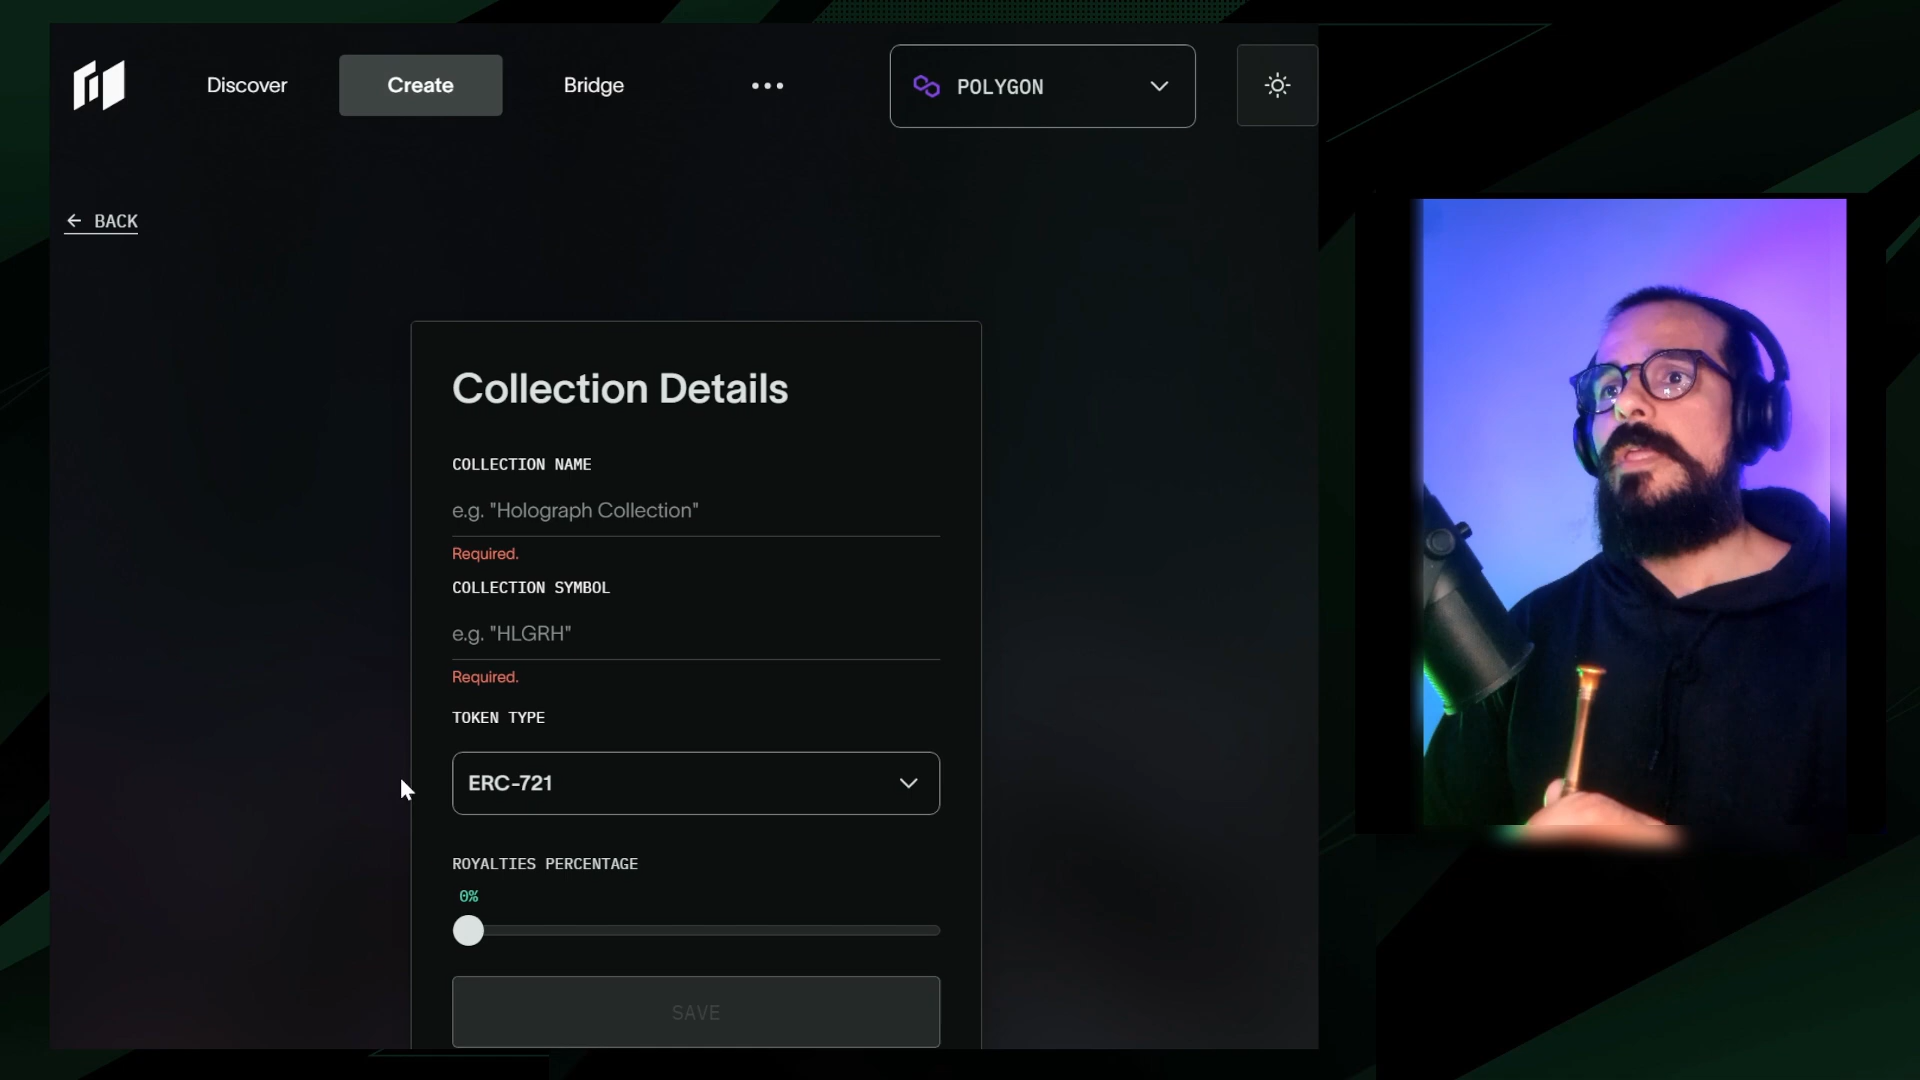 Discover
Create
Bridge
POLYGON
← BACK
Collection Details
COLLECTION NAME
e.g. "Holograph Collection"
Required.
COLLECTION SYMBOL
e.g. "HLGRH"
Required.
TOKEN TYPE
ERC-721
ROYALTIES PERCENTAGE
0%
SAVE